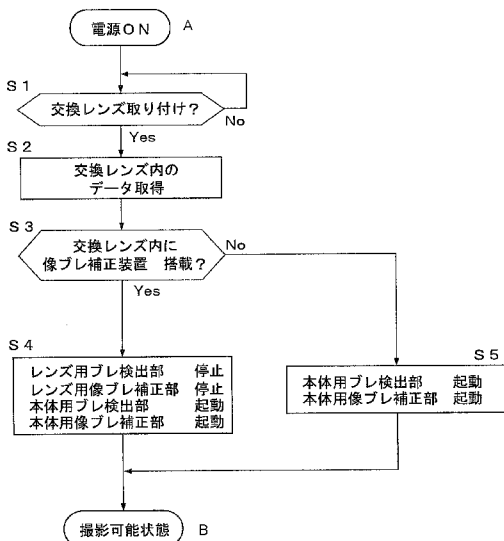 電源ON A
S1
交換レンズ取り付け?
No
Yes
S2
交換レンズ内の
データ取得
S3
交換レンズ内に
像ブレ補正装置 搭載?
No
Yes
S4
レンズ用ブレ検出部 停止
レンズ用像ブレ補正部 停止
本体用ブレ検出部 起動
本体用像ブレ補正部 起動
S5
本体用ブレ検出部 起動
本体用像ブレ補正部 起動
撮影可能状態 B